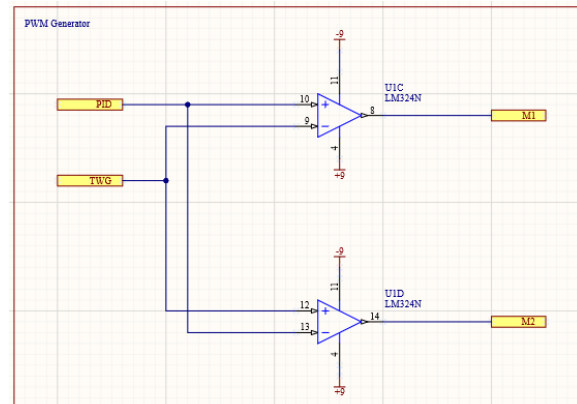 PWM Generator
-9
11
U1C
LM324N
PID
10
+
8
M1
9
−
4
+9
TWG
-9
11
U1D
LM324N
12
+
14
M2
13
−
4
+9